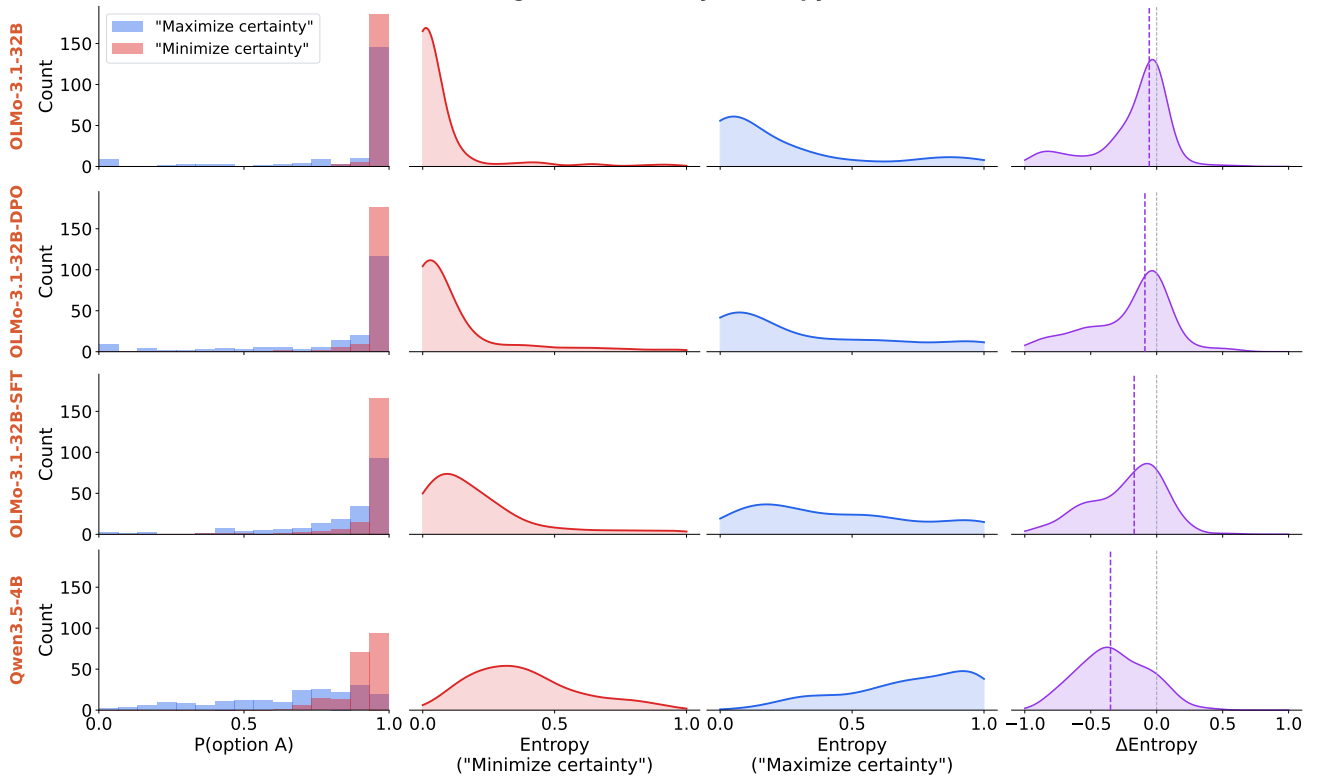 OLMo-3.1-32B
Count
150
100
50
0
"Maximize certainty"
"Minimize certainty"
OLMo-3.1-32B-DPO
Count
150
100
50
0
OLMo-3.1-32B-SFT
Count
150
100
50
0
Qwen3.5-4B
Count
150
100
50
0
0.0 0.5 1.0
P(option A)
0.0 0.5 1.0
Entropy
("Minimize certainty")
0.0 0.5 1.0
Entropy
("Maximize certainty")
−1.0 −0.5 0.0 0.5 1.0
ΔEntropy